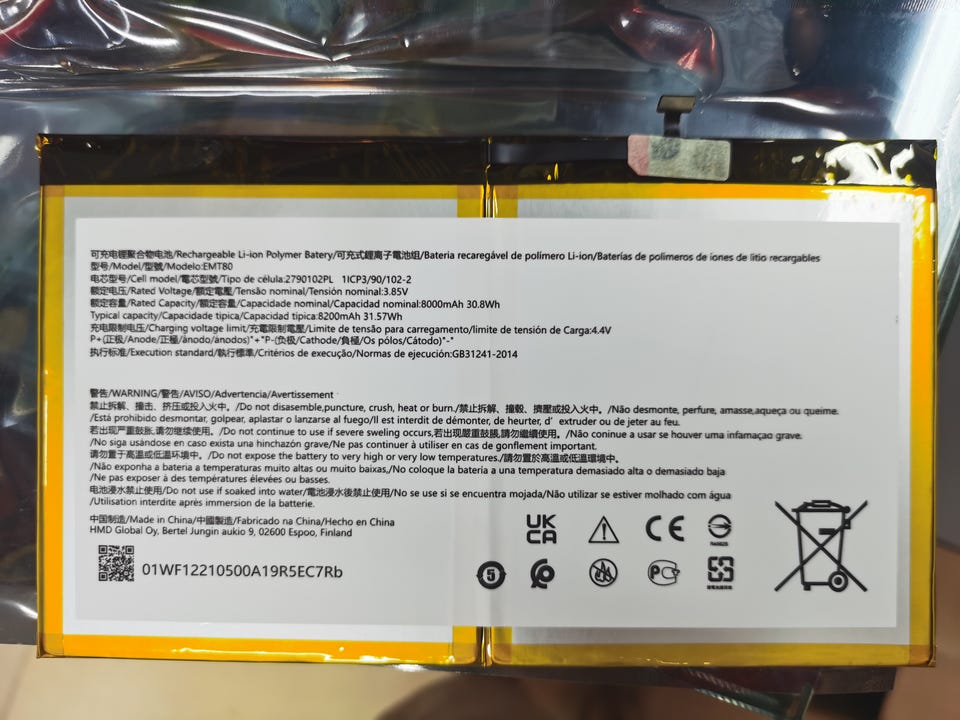 可充电锂聚合物电池/Rechargeable Li-ion Polymer Batery/可充式鋰離子電池组/Bateria recaregável de polímero Li-ion/Baterías de polimeros de iones de litio recargables
型号/Model/型號/Modelo:EMT80
电芯型号/Cell model/電芯型號/Tipo de célula:2790102PL 1ICP3/90/102-2
额定电压/Rated Voltage/額定電壓/Tensão nominal/Tensión nominal:3.85V
额定容量/Rated Capacity/額定容量/Capacidade nominal/Capacidad nominal:8000mAh 30.8Wh
Typical capacity/Capacidade tipica/Capacidad tipica:8200mAh 31.57Wh
充电限制电压/Charging voltage limit/充電限制電壓/Limite de tensão para carregamento/limite de tensión de Carga:4.4V
P+(正极/Anode/正極/ânodo/ánodos)"+"P-(负极/Cathode/負極/Os pólos/Cátodo)"-"
执行标准/Execution standard/執行標準/Critérios de execução/Normas de ejecución:GB31241-2014
警告/WARNING/警告/AVISO/Advertencia/Avertissement
禁止拆解、撞击、挤压或投入火中。/Do not disasemble,puncture, crush, heat or burn./禁止拆解、撞毀、擠壓或投入火中。/Não desmonte, perfure, amasse,aqueça ou queime.
/Está prohibido desmontar, golpear, aplastar o lanzarse al fuego/Il est interdit de démonter, de heurter, d' extruder ou de jeter au feu.
若出现严重鼓胀,请勿继续使用。/Do not continue to use if severe sweling occurs,若出現嚴重鼓脹,請勿繼續使用。/Não coninue a usar se houver uma infamaçao grave.
/No siga usándose en caso exista una hinchazón grave/Ne pas continuer à utiliser en cas de gonflement important.
请勿置于高温或低温环境中。/Do not expose the battery to very high or very low temperatures./請勿置於高溫或低溫環境中。
/Não exponha a bateria a temperaturas muito altas ou muito baixas,/No coloque la batería a una temperatura demasiado alta o demasiado baja
/Ne pas exposer à des températures élevées ou basses.
电池浸水禁止使用/Do not use if soaked into water/電池浸水後禁止使用/No se use si se encuentra mojada/Não utilizar se estiver molhado com água
/Utilisation interdite après immersion de la batterie.
中国制造/Made in China/中國製造/Fabricado na China/Hecho en China
HMD Global Oy, Bertel Jungin aukio 9, 02600 Espoo, Finland
01WF12210500A19R5EC7Rb
UK
CA
CE
5